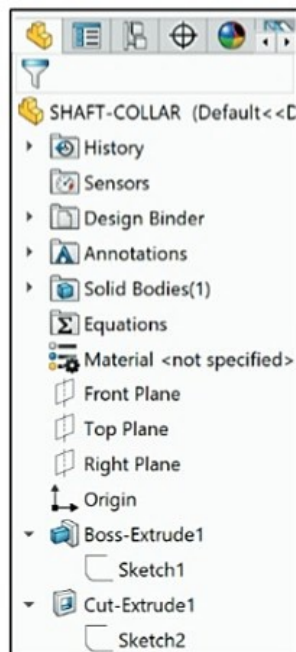 SHAFT-COLLAR (Default<<D
History
Sensors
Design Binder
Annotations
Solid Bodies(1)
Equations
Material <not specified>
Front Plane
Top Plane
Right Plane
Origin
Boss-Extrude1
Sketch1
Cut-Extrude1
Sketch2